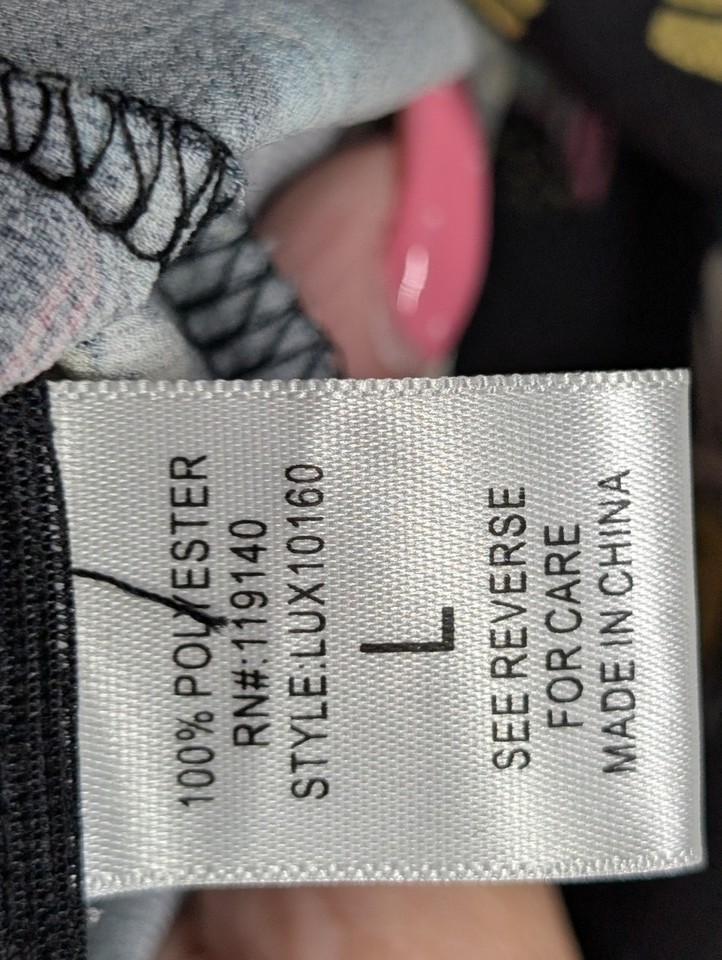 100% POLYESTER
RN#:119140
STYLE:LUX10160
L
SEE REVERSE
FOR CARE
MADE IN CHINA